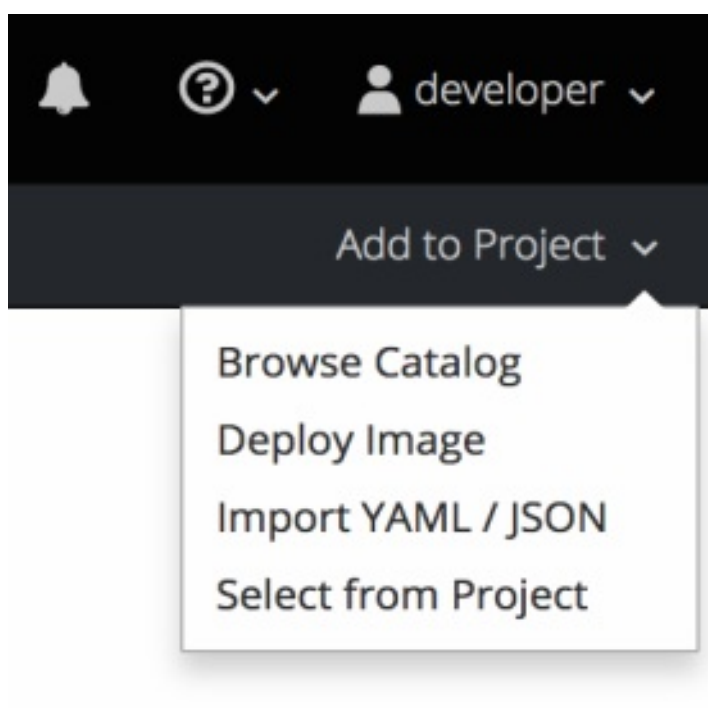 developer
Add to Project
Browse Catalog
Deploy Image
Import YAML / JSON
Select from Project